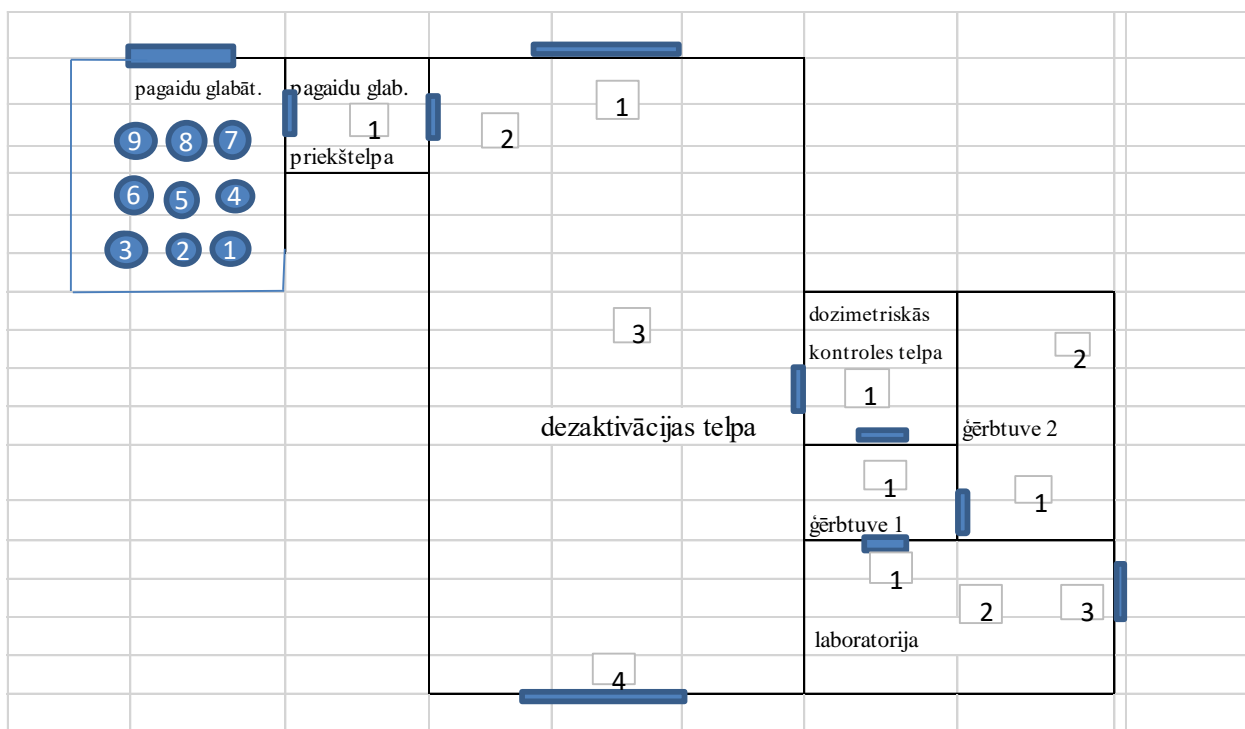 pagaidu glabāt.
9 8 7
6 5 4
3 2 1
pagaidu glab.
1
priekštelpa
1
2
3
dezaktivācijas telpa
4
dozimetriskās
kontroles telpa
1
2
ģērbtuve 2
1
1
ģērbtuve 1
1
2
3
laboratorija